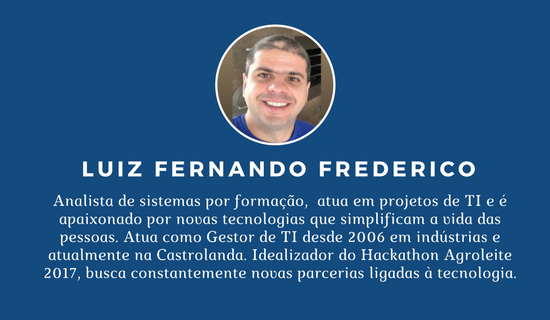 LUIZ FERNANDO FREDERICO
Analista de sistemas por formação, atua em projetos de TI e é
apaixonado por novas tecnologias que simplificam a vida das
pessoas. Atua como Gestor de TI desde 2006 em indústrias e
atualmente na Castrolanda. Idealizador do Hackathon Agroleite
2017, busca constantemente novas parcerias ligadas à tecnologia.